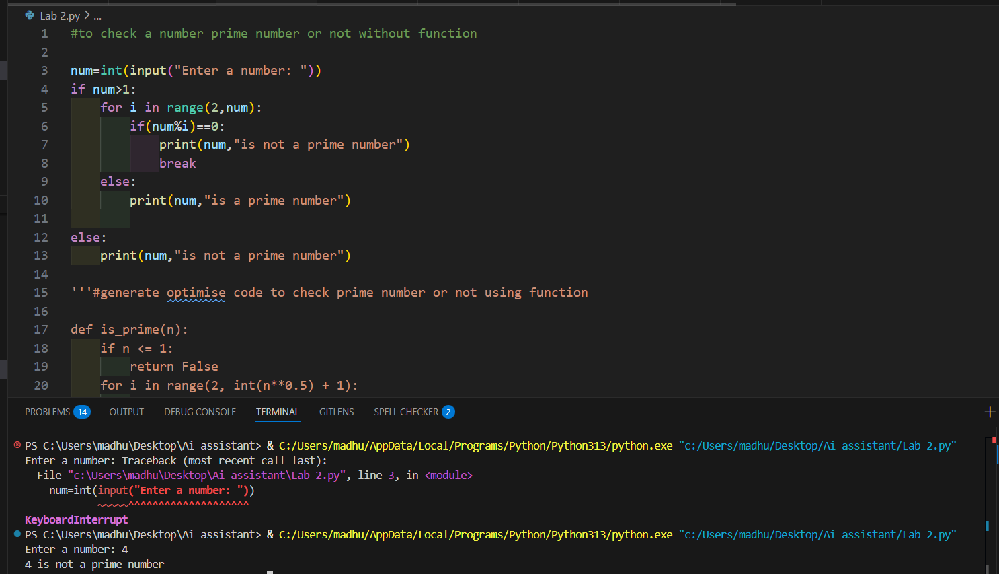 Lab 2.py > ...
1 #to check a number prime number or not without function
2
3 num=int(input("Enter a number: "))
4 if num>1:
5     for i in range(2,num):
6         if(num%i)==0:
7             print(num,"is not a prime number")
8             break
9     else:
10         print(num,"is a prime number")
11
12 else:
13     print(num,"is not a prime number")
14
15 '''#generate optimise code to check prime number or not using function
16
17 def is_prime(n):
18     if n <= 1:
19         return False
20     for i in range(2, int(n**0.5) + 1):
PROBLEMS 14 OUTPUT DEBUG CONSOLE TERMINAL GITLENS SPELL CHECKER 2
PS C:\Users\madhu\Desktop\Ai assistant> & C:/Users/madhu/AppData/Local/Programs/Python/Python313/python.exe "c:/Users/madhu/Desktop/Ai assistant/Lab 2.py"
Enter a number: Traceback (most recent call last):
  File "c:\Users\madhu\Desktop\Ai assistant\Lab 2.py", line 3, in <module>
    num=int(input("Enter a number: "))
            ~~~~~^^^^^^^^^^^^^^^^^^^^
KeyboardInterrupt
PS C:\Users\madhu\Desktop\Ai assistant> & C:/Users/madhu/AppData/Local/Programs/Python/Python313/python.exe "c:/Users/madhu/Desktop/Ai assistant/Lab 2.py"
Enter a number: 4
4 is not a prime number